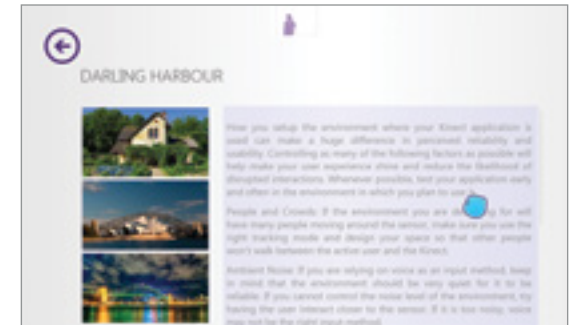 DARLING HARBOUR
How you setup the environment where your Kinect application is
used can make a huge difference in perceived reliability and
usability. Controlling as many of the following factors as possible will
help make your user experience shine and reduce the likelihood of
disrupted interactions. Whenever possible, test your application early
and often in the environment in which you plan to use
People and Crowds: If the environment you are for will
have many people moving around the sensor, make sure you use the
right tracking mode and design your space so that other people
won't walk between the active user and the Kinect.
Ambient Noise: If you are relying on voice as an input method, keep
in mind that the environment should be very quiet for it to be
reliable. If you cannot control the noise level of the environment, try
having the user interact closer to the sensor. If it is too noisy, voice
may not be the right input method.